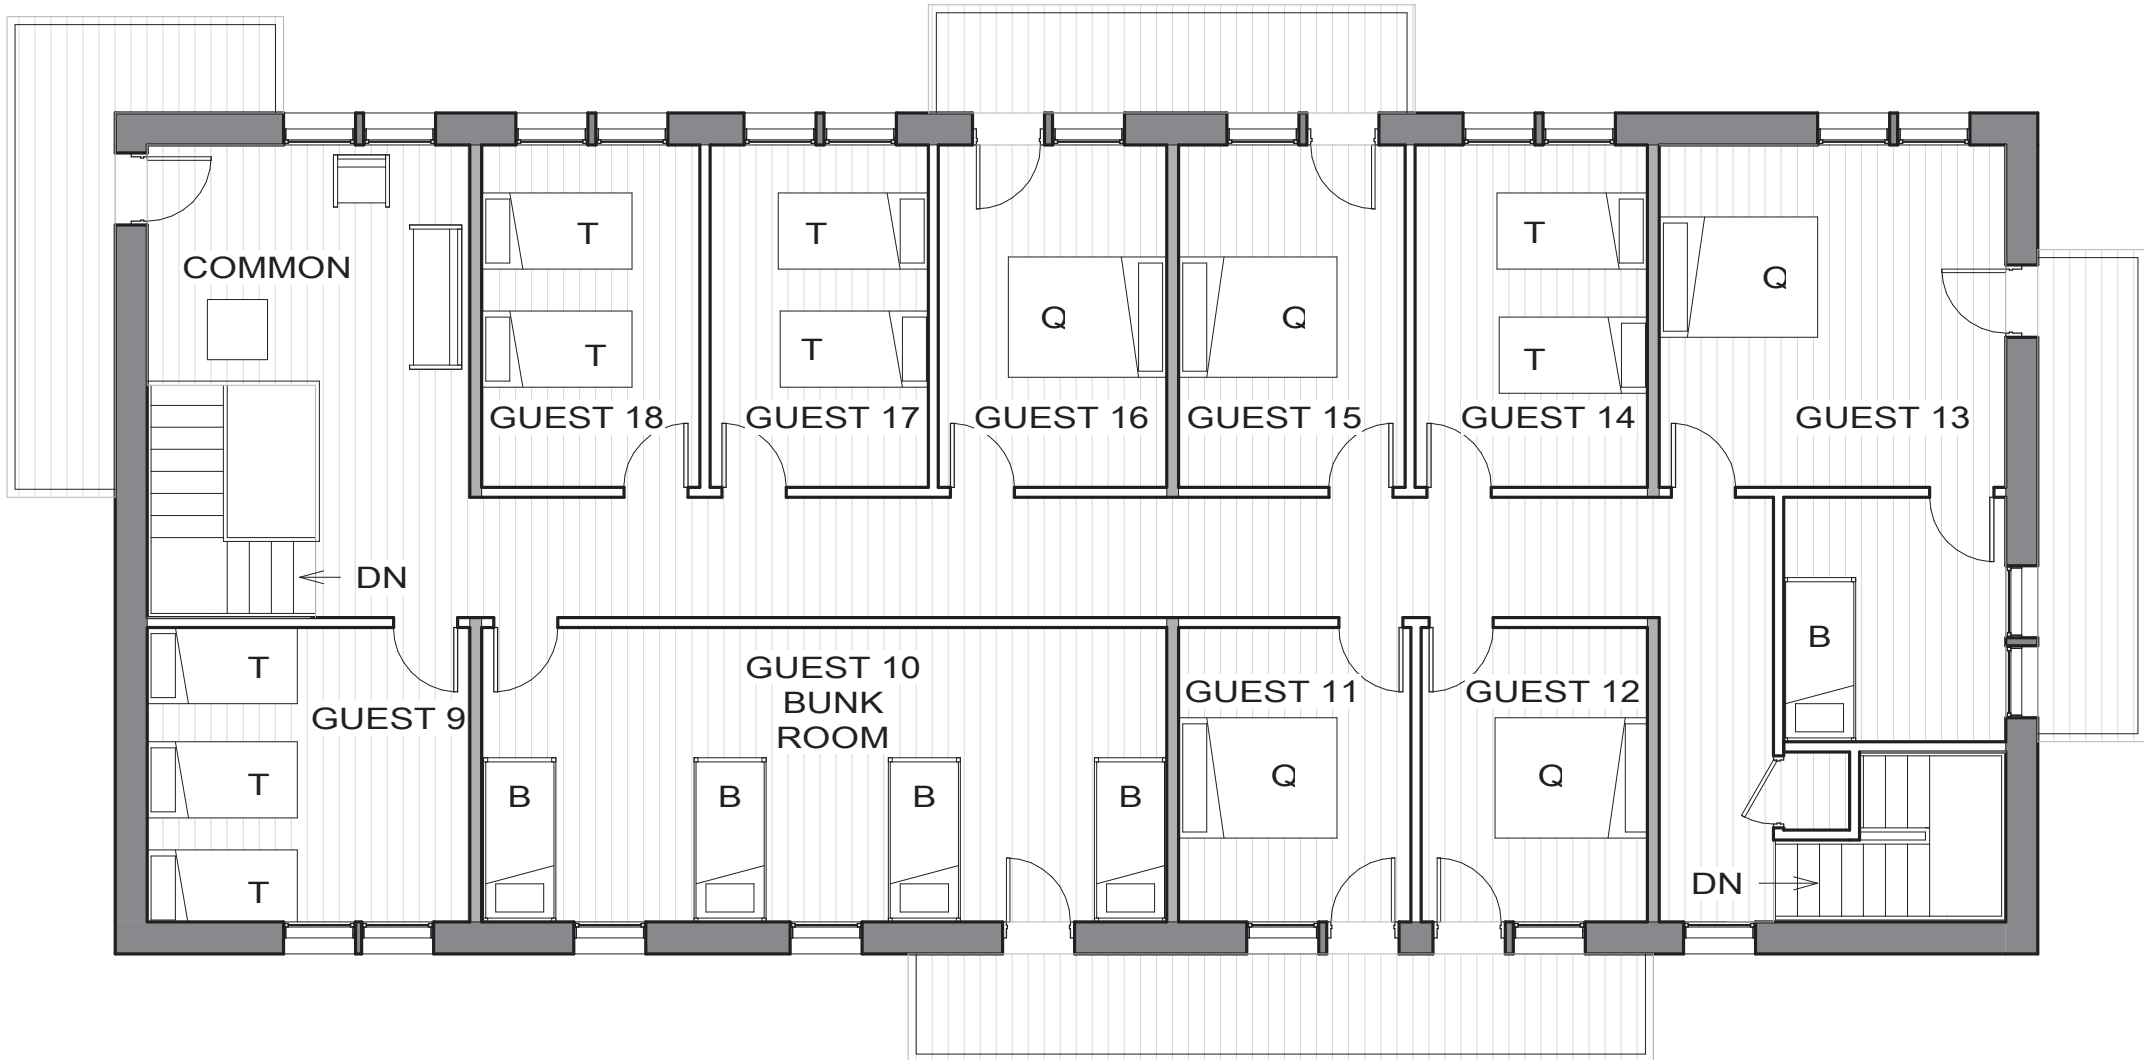 T
T
T
T
Q
Q
T
T
Q
COMMON
GUEST 18
GUEST 17
GUEST 16
GUEST 15
GUEST 14
GUEST 13
DN
T
T
T
GUEST 9
GUEST 10
BUNK
ROOM
B
B
B
B
GUEST 11
Q
GUEST 12
Q
B
DN